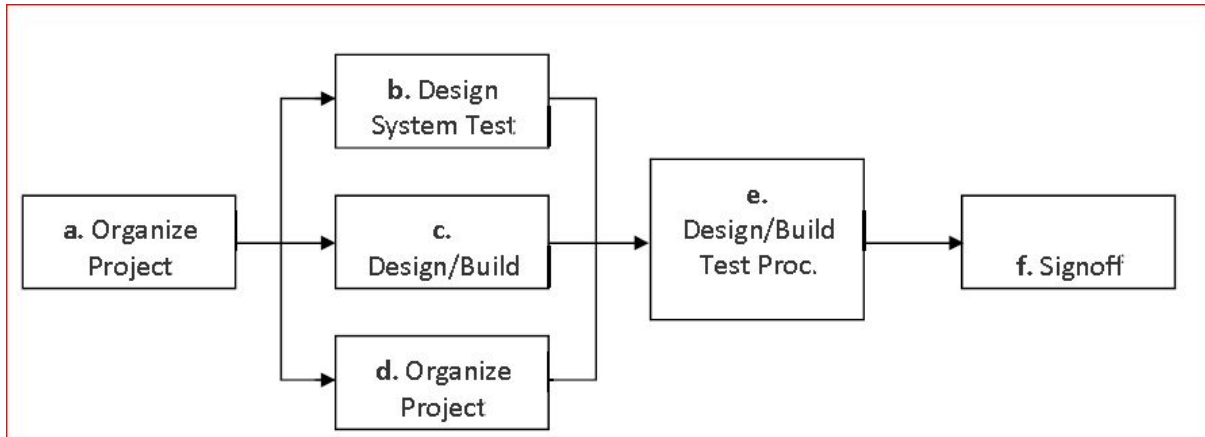 b. Design
System Test
a. Organize
Project
c.
Design/Build
d. Organize
Project
e.
Design/Build
Test Proc.
f. Signoff